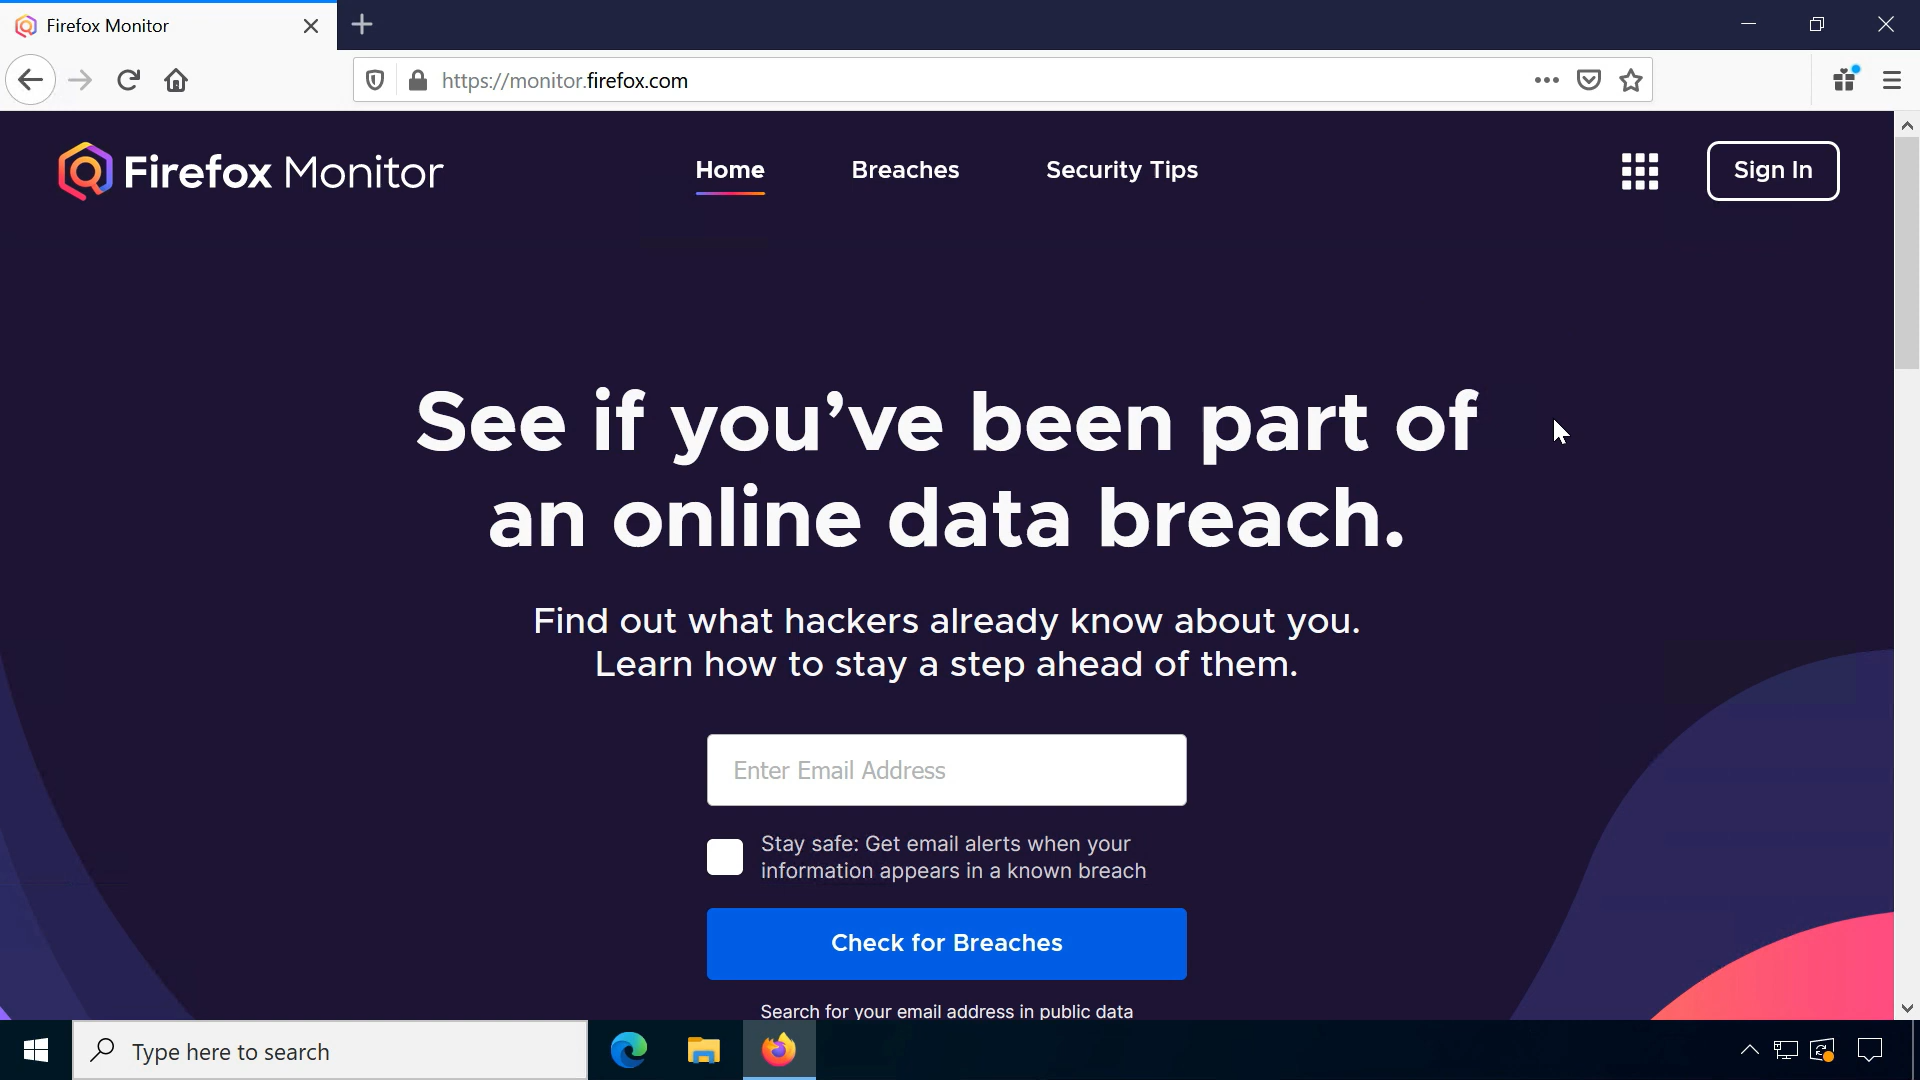 Firefox Monitor
https://monitor.firefox.com
Firefox Monitor
Home
Breaches
Security Tips
Sign In
See if you’ve been part of
an online data breach.
Find out what hackers already know about you.
Learn how to stay a step ahead of them.
Enter Email Address
Stay safe: Get email alerts when your
information appears in a known breach
Check for Breaches
Search for your email address in public data
Type here to search